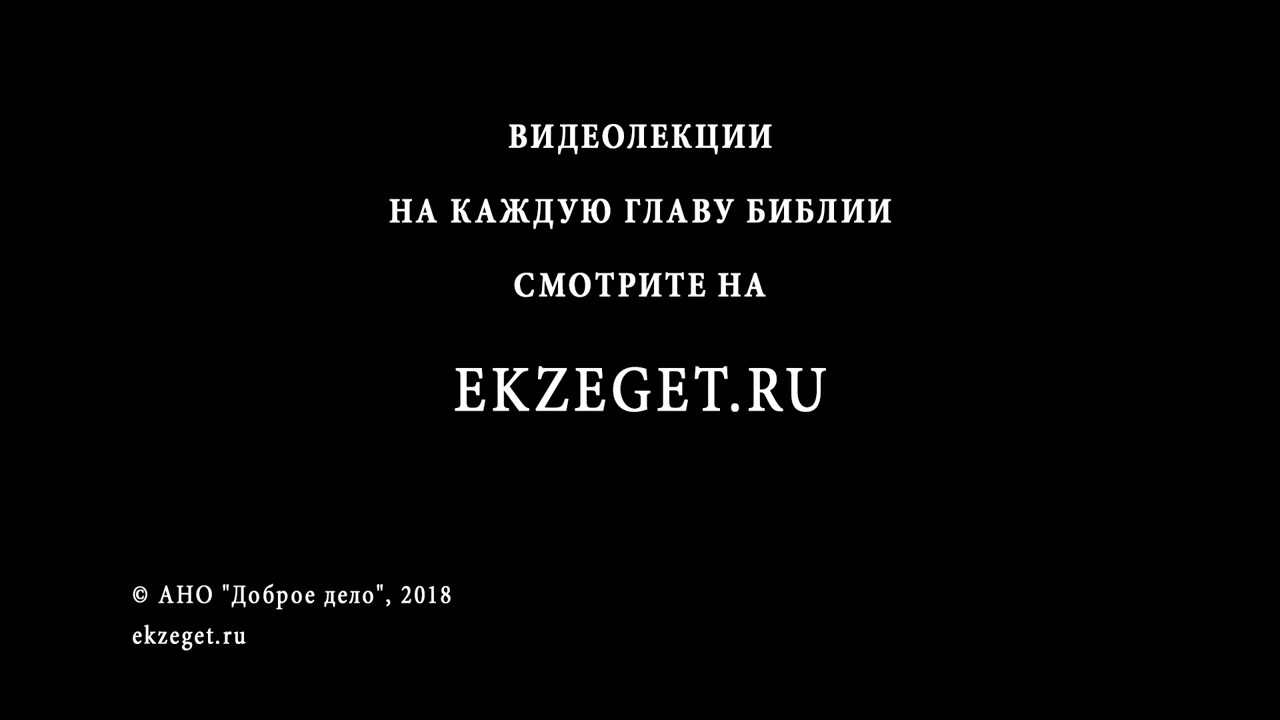 ВИДЕОЛЕКЦИИ
НА КАЖДУЮ ГЛАВУ БИБЛИИ
СМОТРИТЕ НА
EKZEGET.RU
© АНО "Доброе дело", 2018
ekzeget.ru